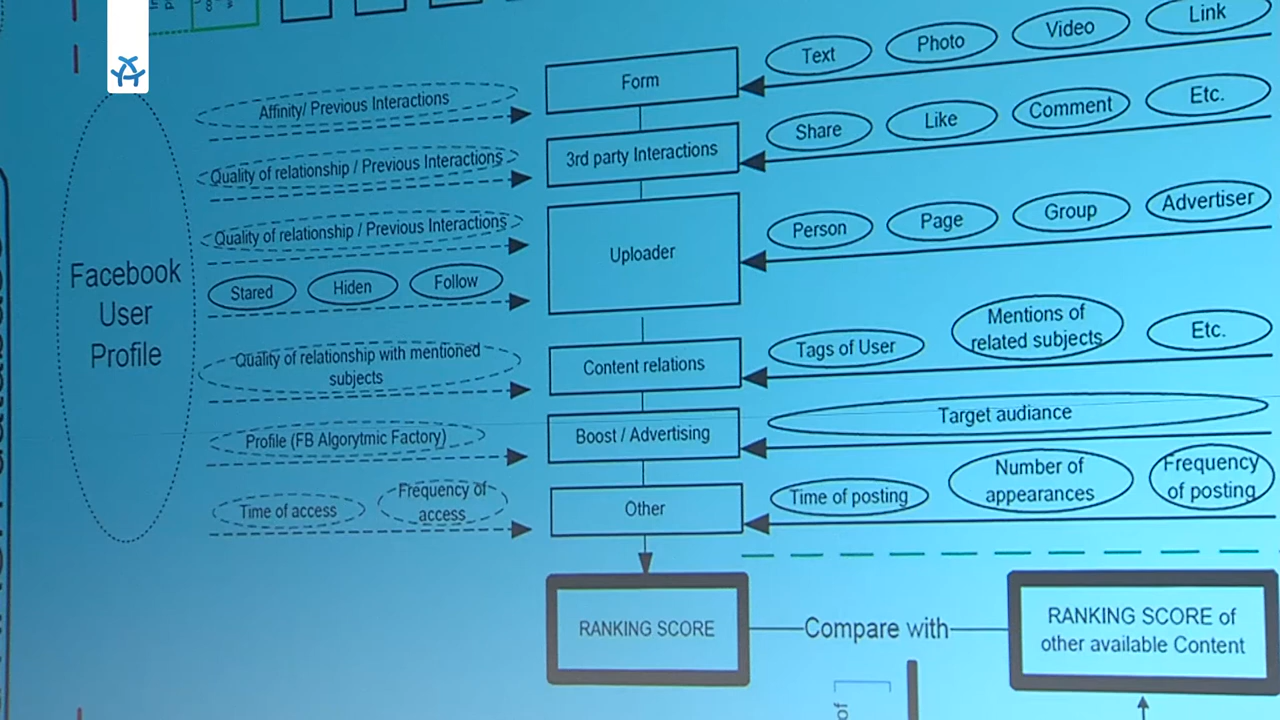 Text
Photo
Video
Link
Form
Affinity/ Previous Interactions
Share
Like
Comment
Etc.
3rd party Interactions
Quality of relationship / Previous Interactions
Quality of relationship / Previous Interactions
Uploader
Person
Page
Group
Advertiser
Facebook
User
Profile
Stared
Hiden
Follow
Quality of relationship with mentioned
subjects
Content relations
Tags of User
Mentions of
related subjects
Etc.
Profile (FB Algorytmic Factory)
Boost / Advertising
Target audiance
Time of access
Frequency of
access
Other
Time of posting
Number of
appearances
Frequency
of posting
RANKING SCORE
Compare with
RANKING SCORE of
other available Content
of